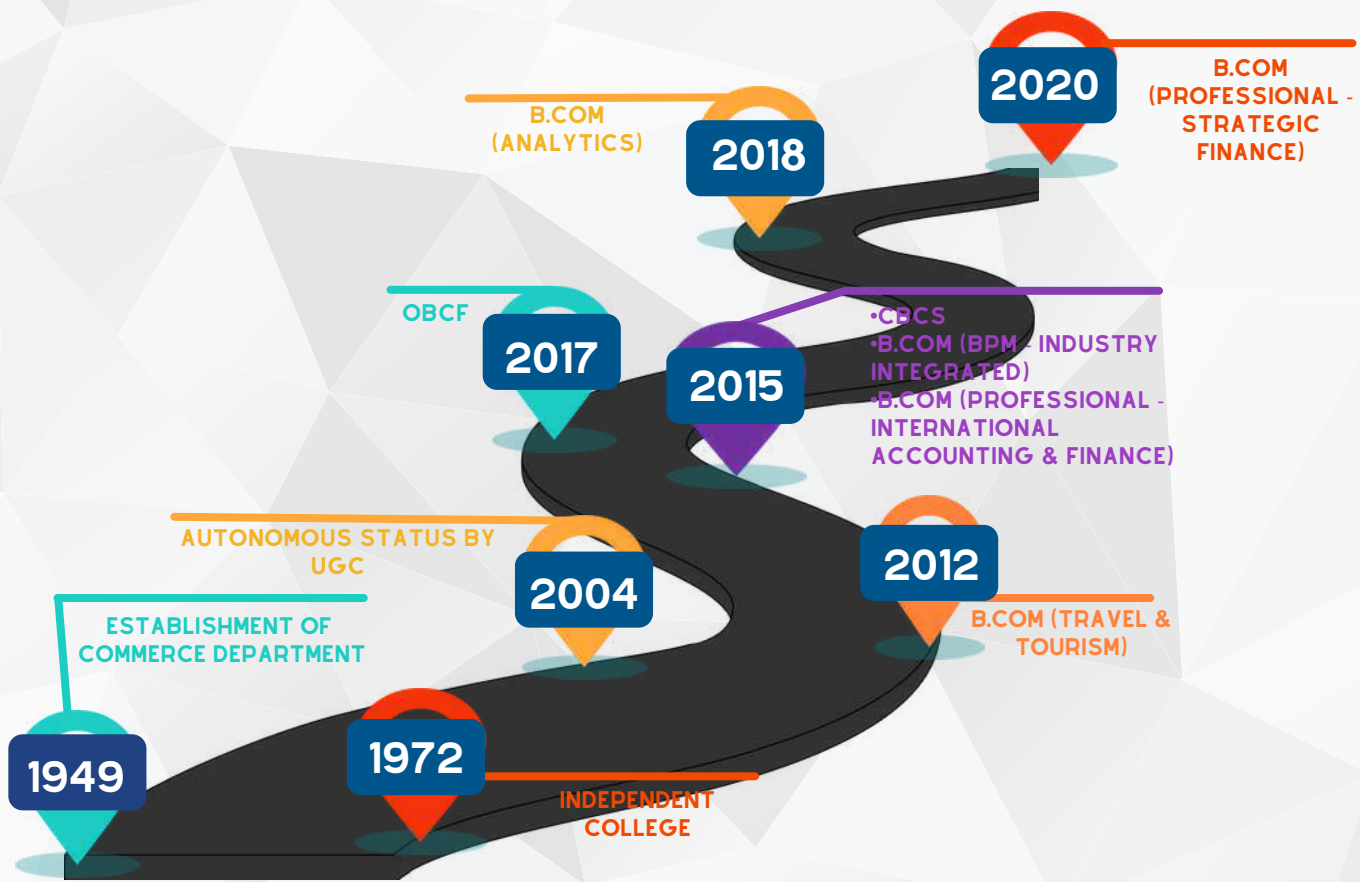 2020
B.COM
(PROFESSIONAL -
STRATEGIC
FINANCE)
B.COM
(ANALYTICS)
2018
OBCF
2017
2015
•CBCS
•B.COM (BPM - INDUSTRY
INTEGRATED)
•B.COM (PROFESSIONAL -
INTERNATIONAL
ACCOUNTING & FINANCE)
AUTONOMOUS STATUS BY
UGC
2004
2012
B.COM (TRAVEL &
TOURISM)
ESTABLISHMENT OF
COMMERCE DEPARTMENT
1949
1972
INDEPENDENT
COLLEGE